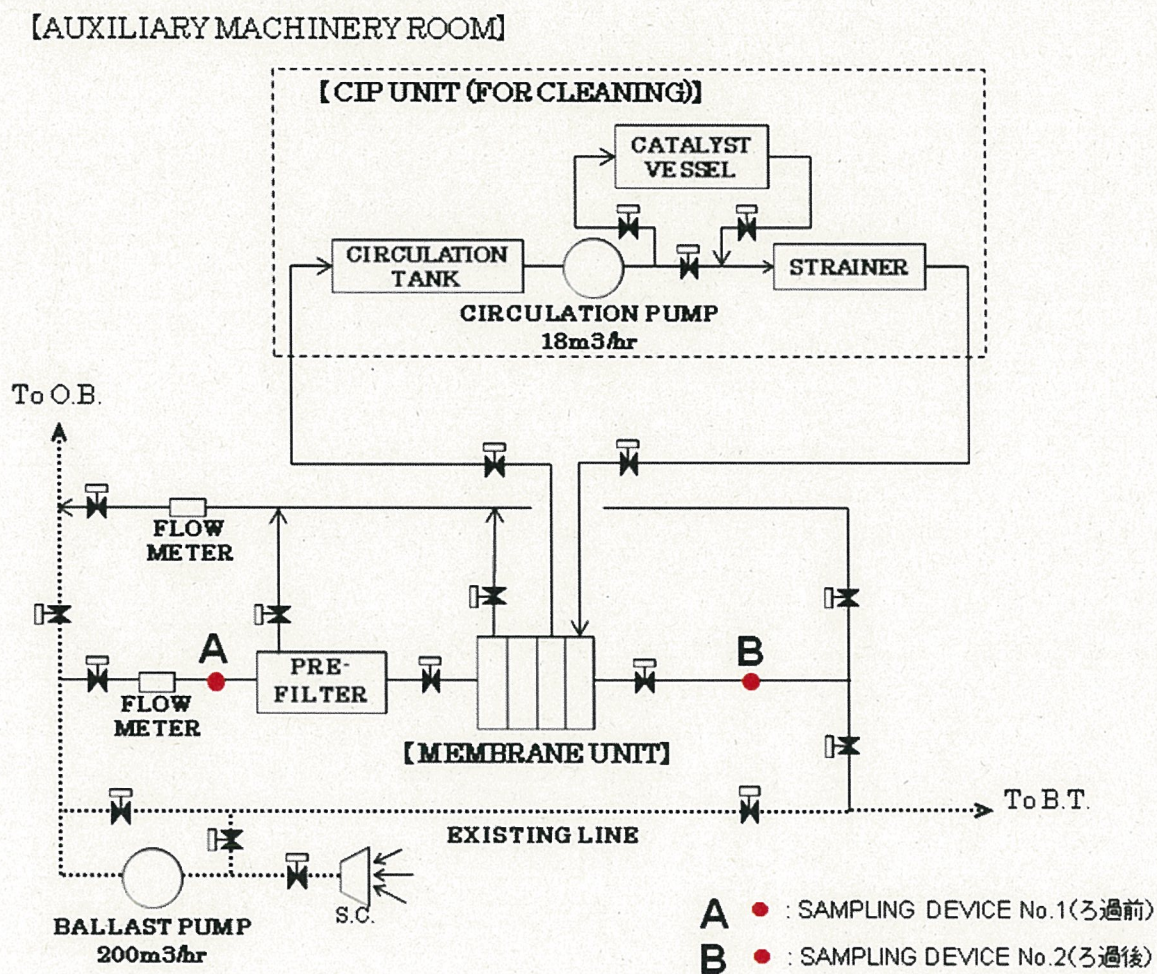 【AUXILIARY MACHINERY ROOM】
【CIP UNIT (FOR CLEANING)】
CATALYST
VESSEL
CIRCULATION
TANK
STRAINER
CIRCULATION PUMP
18m3/hr
To O.B.
FLOW
METER
A
PRE-
FILTER
B
FLOW
METER
【MEMBRANE UNIT】
To B.T.
EXISTING LINE
S.C.
BALLAST PUMP
200m3/hr
A ● : SAMPLING DEVICE No.1(ろ過前)
B ● : SAMPLING DEVICE No.2(ろ過後)